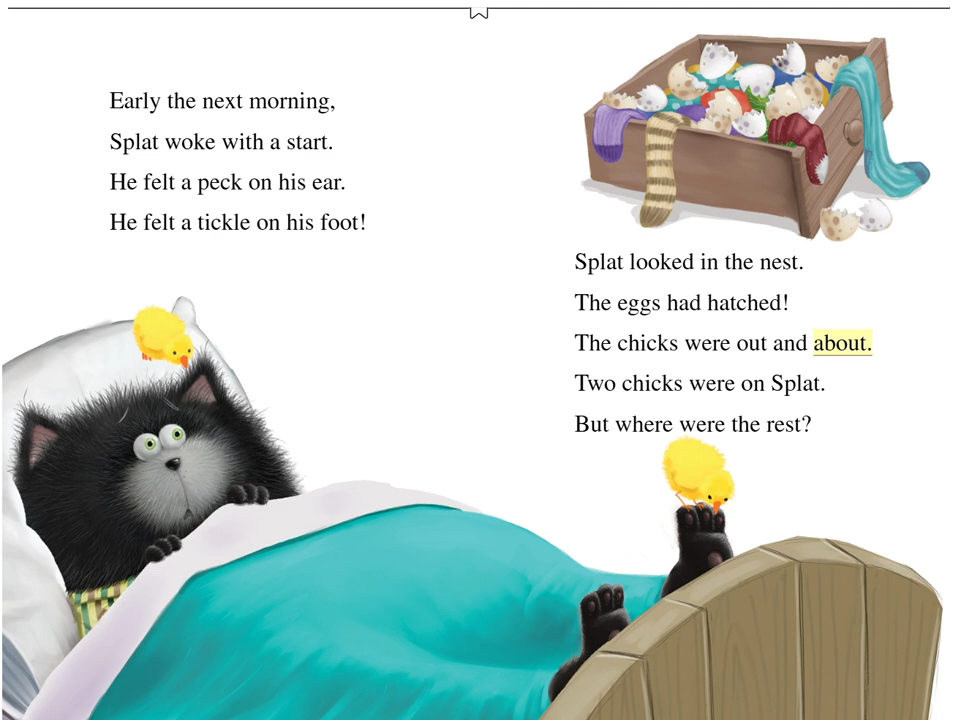 Early the next morning,
Splat woke with a start.
He felt a peck on his ear.
He felt a tickle on his foot!
Splat looked in the nest.
The eggs had hatched!
The chicks were out and about.
Two chicks were on Splat.
But where were the rest?